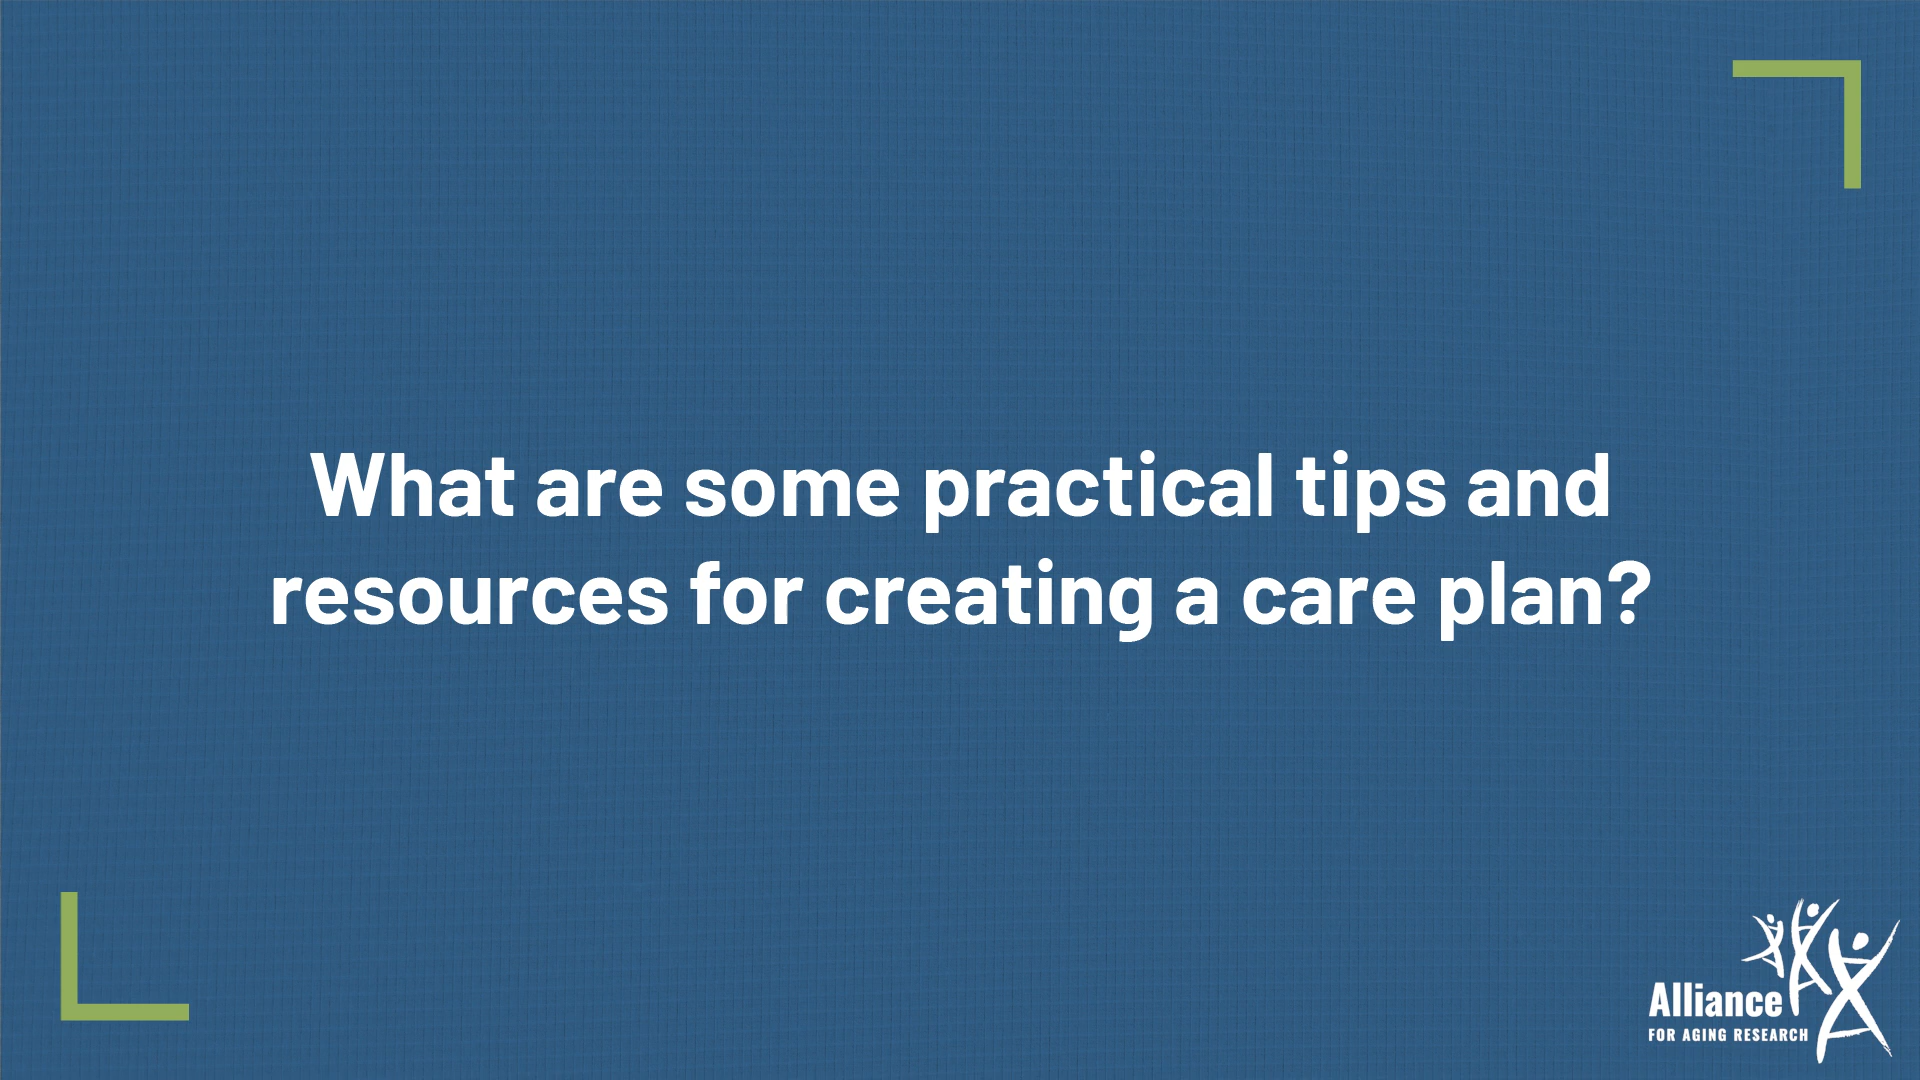 What are some practical tips and
resources for creating a care plan?
Alliance
FOR AGING RESEARCH